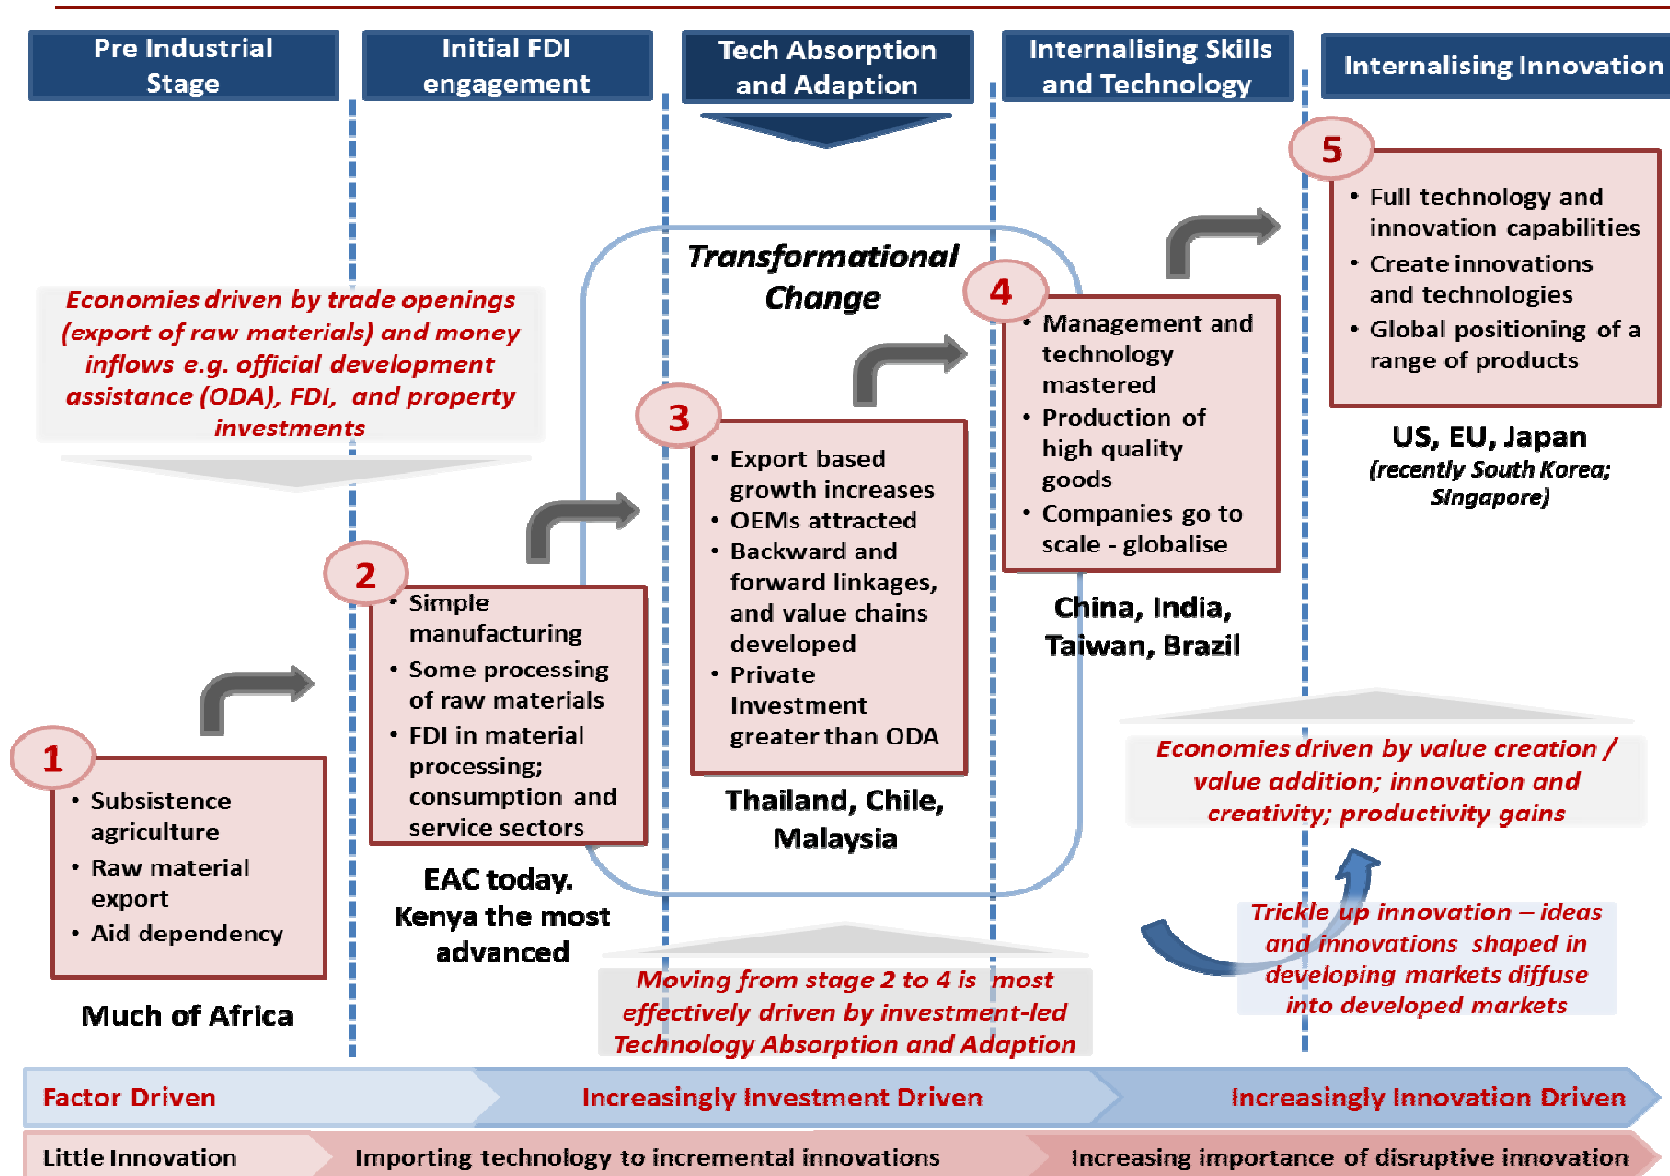 Pre Industrial
Stage
Initial FDI
engagement
Tech Absorption
and Adaption
Internalising Skills
and Technology
Internalising Innovation
Economies driven by trade openings
(export of raw materials) and money
inflows e.g. official development
assistance (ODA), FDI, and property
investments
Transformational
Change
1
• Subsistence
agriculture
• Raw material
export
• Aid dependency
Much of Africa
2
• Simple
manufacturing
• Some processing
of raw materials
• FDI in material
processing;
consumption and
service sectors
EAC today.
Kenya the most
advanced
3
• Export based
growth increases
• OEMs attracted
• Backward and
forward linkages,
and value chains
developed
• Private
Investment
greater than ODA
Thailand, Chile,
Malaysia
4
• Management and
technology
mastered
• Production of
high quality
goods
• Companies go to
scale - globalise
China, India,
Taiwan, Brazil
5
• Full technology and
innovation capabilities
• Create innovations
and technologies
• Global positioning of a
range of products
US, EU, Japan
(recently South Korea;
Singapore)
Economies driven by value creation /
value addition; innovation and
creativity; productivity gains
Trickle up innovation – ideas
and innovations shaped in
developing markets diffuse
into developed markets
Moving from stage 2 to 4 is most
effectively driven by investment-led
Technology Absorption and Adaption
Factor Driven
Increasingly Investment Driven
Increasingly Innovation Driven
Little Innovation
Importing technology to incremental innovations
Increasing importance of disruptive innovation